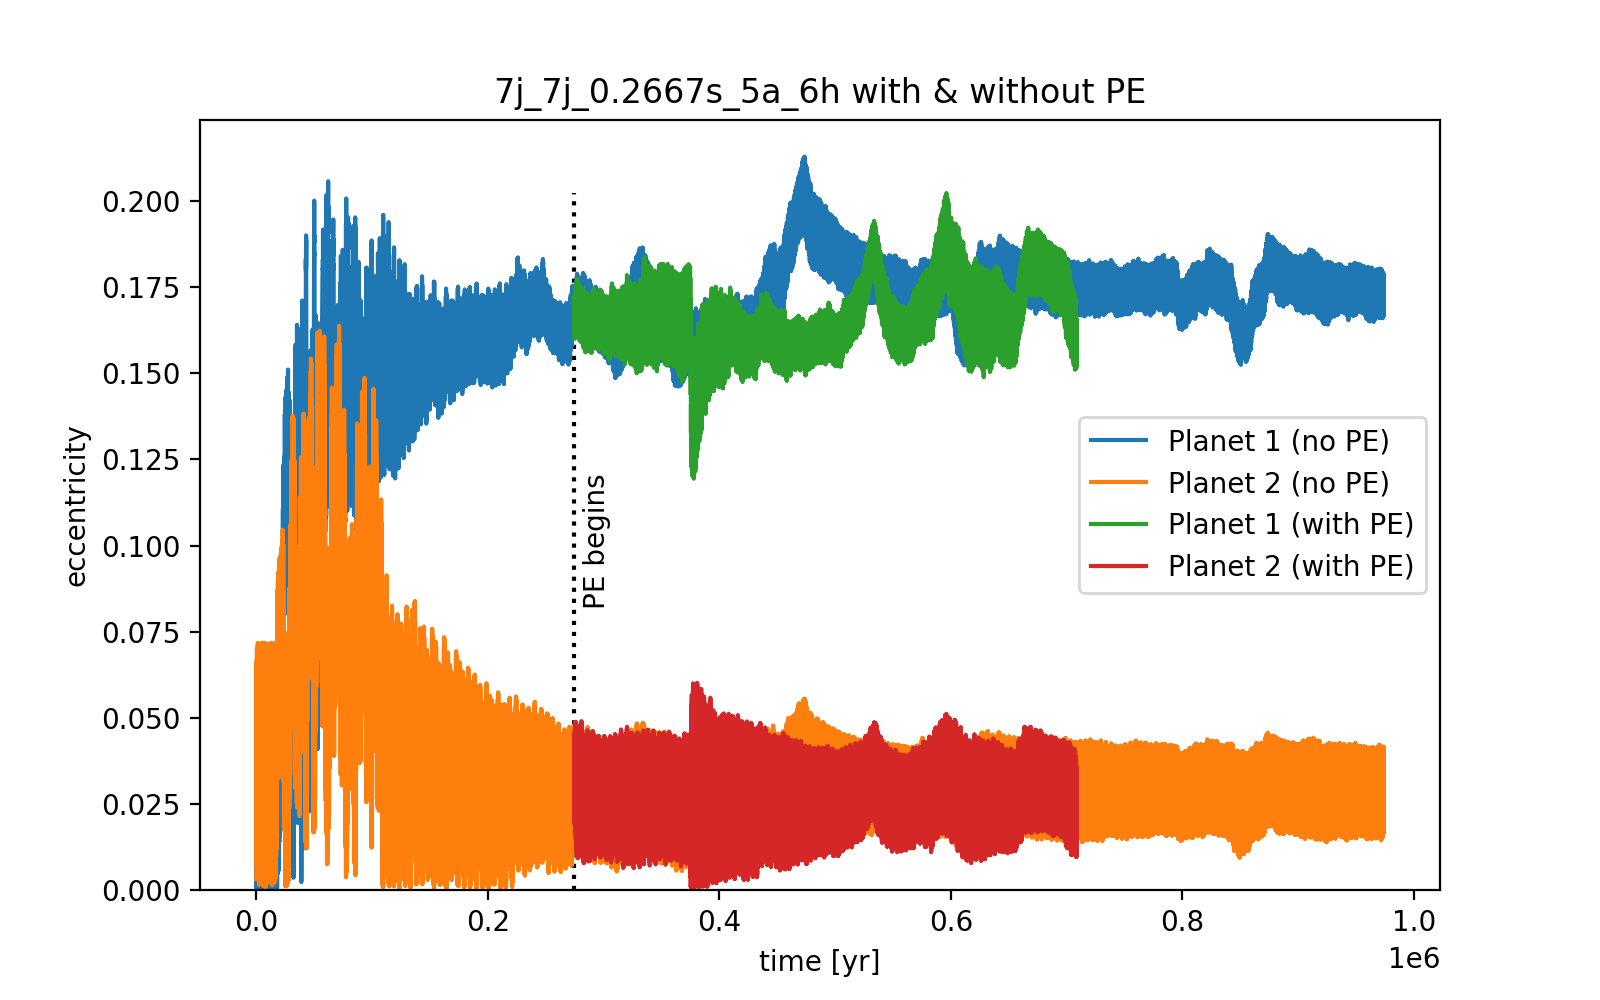 7j_7j_0.2667s_5a_6h with & without PE
eccentricity
0.200
0.175
0.150
0.125
0.100
0.075
0.050
0.025
0.000
PE begins
Planet 1 (no PE)
Planet 2 (no PE)
Planet 1 (with PE)
Planet 2 (with PE)
0.0 0.2 0.4 0.6 0.8 1.0
time [yr]
1e6